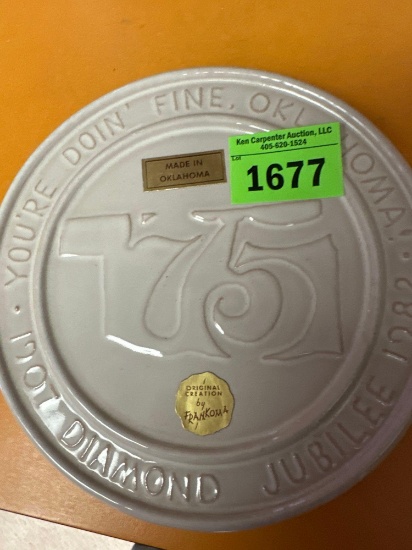 YOU'RE DOIN' FINE, OKLAHOMA!
Ken Carpenter Auction, LLC
405-620-1524
Lot
1677
MADE IN
OKLAHOMA
75
ORIGINAL
CREATION
by
FRANKOMA
1907 DIAMOND JUBILEE 1982